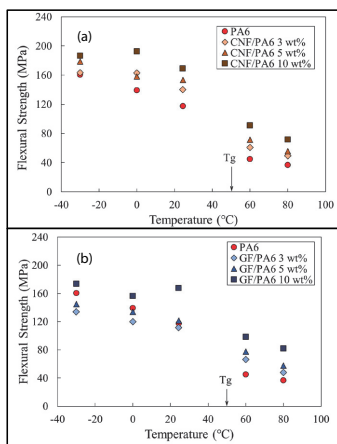 (a)
PA6
CNF/PA6 3 wt%
CNF/PA6 5 wt%
CNF/PA6 10 wt%
Flexural Strength (MPa)
240
200
160
120
80
40
0
Tg
-40 -20 0 20 40 60 80 100
Temperature (℃)
(b)
PA6
GF/PA6 3 wt%
GF/PA6 5 wt%
GF/PA6 10 wt%
Flexural Strength (MPa)
240
200
160
120
80
40
0
Tg
-40 -20 0 20 40 60 80 100
Temperature (℃)